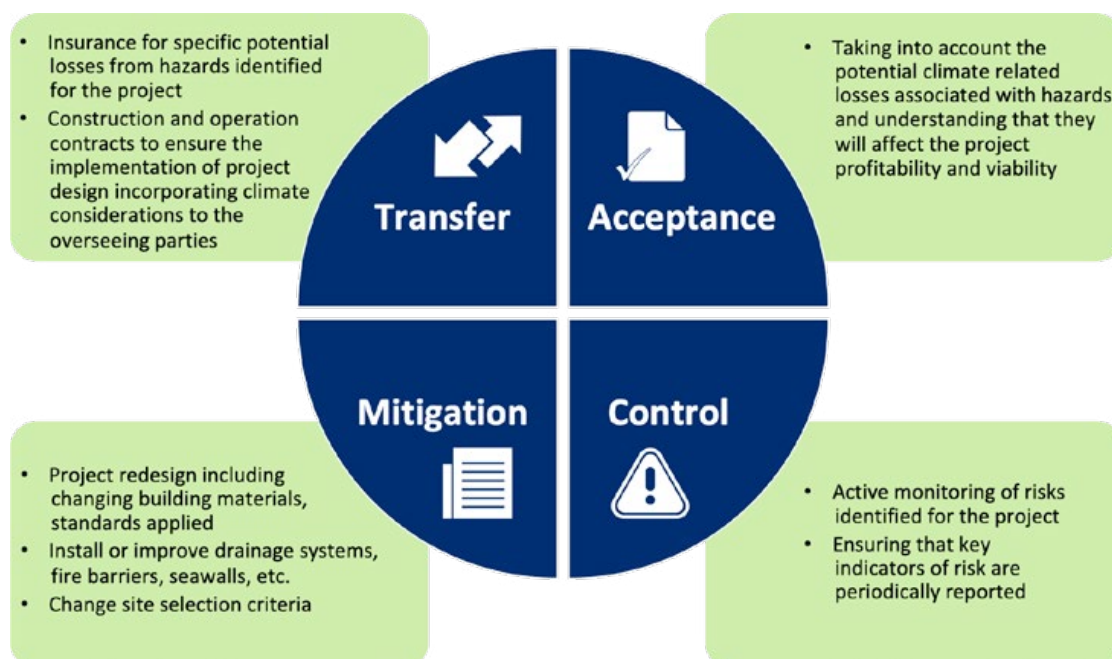 • Insurance for specific potential
losses from hazards identified
for the project
• Construction and operation
contracts to ensure the
implementation of project
design incorporating climate
considerations to the
overseeing parties
Transfer
• Taking into account the
potential climate related
losses associated with hazards
and understanding that they
will affect the project
profitability and viability
Acceptance
Mitigation
• Project redesign including
changing building materials,
standards applied
• Install or improve drainage systems,
fire barriers, seawalls, etc.
• Change site selection criteria
Control
• Active monitoring of risks
identified for the project
• Ensuring that key
indicators of risk are
periodically reported